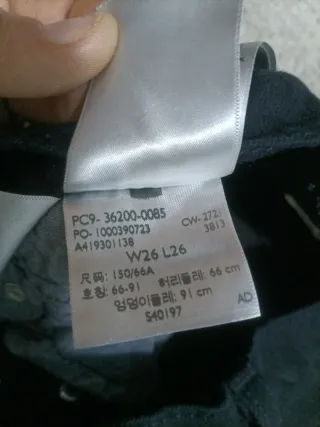 PC9- 36200-0085
PO-1000390723
A419301138
CW-272/
3813
W26 L26
尺码: 150/66A
호칭: 66-91 허리둘레: 66 cm
엉덩이둘레: 91 cm
540197
AD